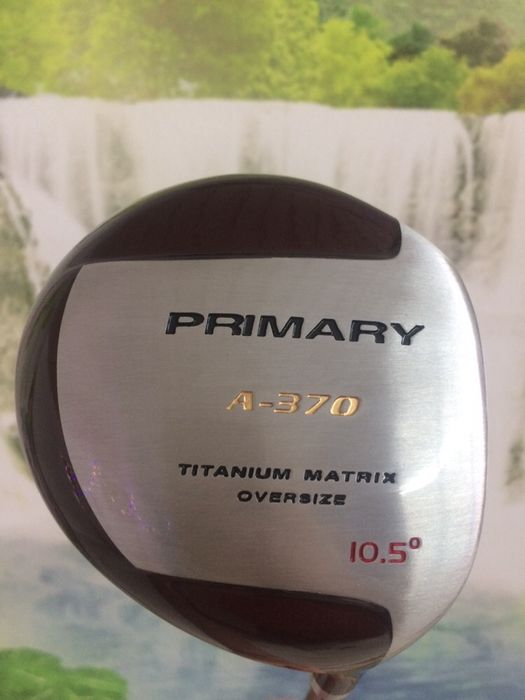 PRIMARY
A-370
TITANIUM MATRIX
OVERSIZE
10.5°